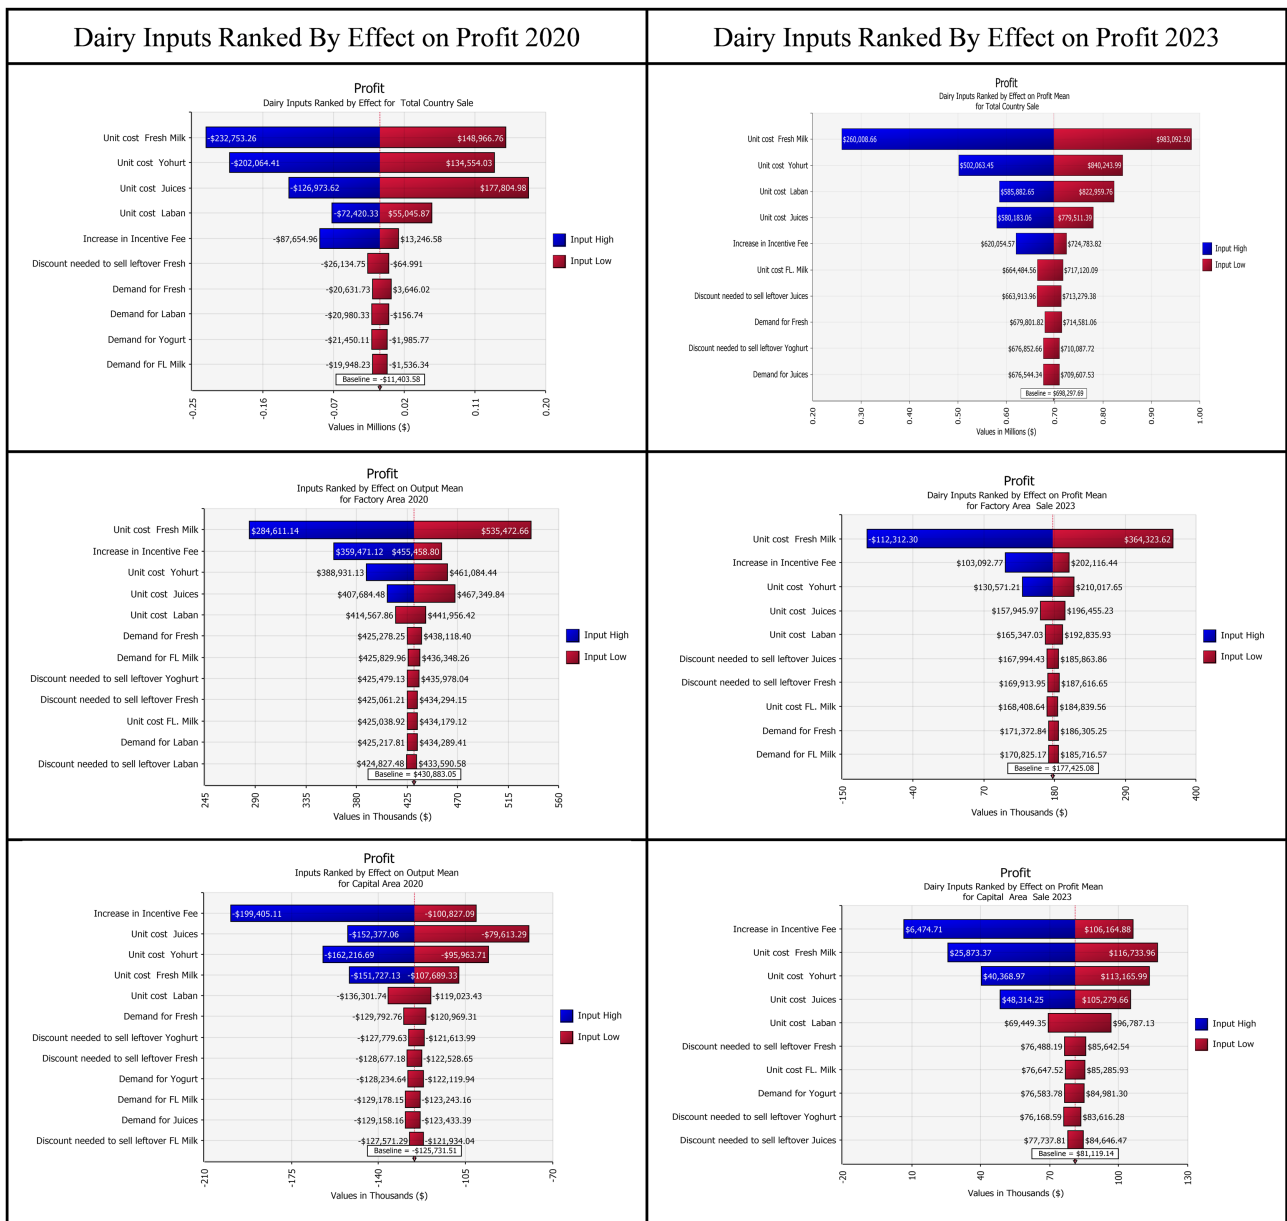 Dairy Inputs Ranked By Effect on Profit 2020
Dairy Inputs Ranked By Effect on Profit 2023
Profit
Dairy Inputs Ranked by Effect for Total Country Sale
Unit cost Fresh Milk -$232,753.26 $148,966.76
Unit cost Yohurt -$202,064.41 $134,554.03
Unit cost Juices -$126,973.62 $177,804.98
Unit cost Laban -$72,420.33 $55,045.87
Increase in Incentive Fee -$87,654.96 $13,246.58
Discount needed to sell leftover Fresh -$26,134.75 -$64.991
Demand for Fresh -$20,631.73 $3,646.02
Demand for Laban -$20,980.33 -$156.74
Demand for Yogurt -$21,450.11 -$1,985.77
Demand for FL Milk -$19,948.23 -$1,536.34
Baseline = -$11,403.58
-0.25 -0.16 -0.07 0.02 0.11 0.20
Values in Millions ($)
Input High
Input Low
Profit
Dairy Inputs Ranked by Effect on Profit Mean
for Total Country Sale
Unit cost Fresh Milk $260,008.66 $983,092.50
Unit cost Yohurt $502,063.45 $840,243.99
Unit cost Laban $585,882.65 $822,959.76
Unit cost Juices $580,183.06 $779,511.39
Increase in Incentive Fee $620,054.57 $724,783.82
Unit cost FL. Milk $664,484.56 $717,120.09
Discount needed to sell leftover Juices $663,913.96 $713,279.38
Demand for Fresh $679,801.82 $714,581.06
Discount needed to sell leftover Yoghurt $676,852.66 $710,087.72
Demand for Juices $676,544.34 $709,607.53
Baseline = $698,297.69
0.20 0.30 0.40 0.50 0.60 0.70 0.80 0.90 1.00
Values in Millions ($)
Input High
Input Low
Profit
Inputs Ranked by Effect on Output Mean
for Factory Area 2020
Unit cost Fresh Milk $284,611.14 $535,472.66
Increase in Incentive Fee $359,471.12 $455,458.80
Unit cost Yohurt $388,931.13 $461,084.44
Unit cost Juices $407,684.48 $467,349.84
Unit cost Laban $414,567.86 $441,956.42
Demand for Fresh $425,278.25 $438,118.40
Demand for FL Milk $425,829.96 $436,348.26
Discount needed to sell leftover Yoghurt $425,479.13 $435,978.04
Discount needed to sell leftover Fresh $425,061.21 $434,294.15
Unit cost FL. Milk $425,038.92 $434,179.12
Demand for Laban $425,217.81 $434,289.41
Discount needed to sell leftover Laban $424,827.48 $433,590.58
Baseline = $430,883.05
245 290 335 380 425 470 515 560
Values in Thousands ($)
Input High
Input Low
Profit
Dairy Inputs Ranked by Effect on Profit Mean
for Factory Area Sale 2023
Unit cost Fresh Milk -$112,312.30 $364,323.62
Increase in Incentive Fee $103,092.77 $202,116.44
Unit cost Yohurt $130,571.21 $210,017.65
Unit cost Juices $157,945.97 $196,455.23
Unit cost Laban $165,347.03 $192,835.93
Discount needed to sell leftover Juices $167,994.43 $185,863.86
Discount needed to sell leftover Fresh $169,913.95 $187,616.65
Unit cost FL. Milk $168,408.64 $184,839.56
Demand for Fresh $171,372.84 $186,305.25
Demand for FL Milk $170,825.17 $185,716.57
Baseline = $177,425.08
-150 -40 70 180 290 400
Values in Thousands ($)
Input High
Input Low
Profit
Inputs Ranked by Effect on Output Mean
for Capital Area 2020
Increase in Incentive Fee -$199,405.11 -$100,827.09
Unit cost Juices -$152,377.06 -$79,613.29
Unit cost Yohurt -$162,216.69 -$95,963.71
Unit cost Fresh Milk -$151,727.13 -$107,689.33
Unit cost Laban -$136,301.74 -$119,023.43
Demand for Fresh -$129,792.76 -$120,969.31
Discount needed to sell leftover Yoghurt -$127,779.63 -$121,613.99
Discount needed to sell leftover Fresh -$128,677.18 -$122,528.65
Demand for Yogurt -$128,234.64 -$122,119.94
Demand for FL Milk -$129,178.15 -$123,243.16
Demand for Juices -$129,158.16 -$123,433.39
Discount needed to sell leftover FL Milk -$127,571.29 -$121,934.04
Baseline = -$125,731.51
-210 -175 -140 -105 -70
Values in Thousands ($)
Input High
Input Low
Profit
Dairy Inputs Ranked by Effect on Profit Mean
for Capital Area Sale 2023
Increase in Incentive Fee $6,474.71 $106,164.88
Unit cost Fresh Milk $25,873.37 $116,733.96
Unit cost Yohurt $40,368.97 $113,165.99
Unit cost Juices $48,314.25 $105,279.66
Unit cost Laban $69,449.35 $96,787.13
Discount needed to sell leftover Fresh $76,488.19 $85,642.54
Unit cost FL. Milk $76,647.52 $85,285.93
Demand for Yogurt $76,583.78 $84,981.30
Discount needed to sell leftover Yoghurt $76,168.59 $83,616.28
Discount needed to sell leftover Juices $77,737.81 $84,646.47
Baseline = $81,119.14
-20 10 40 70 100 130
Values in Thousands ($)
Input High
Input Low